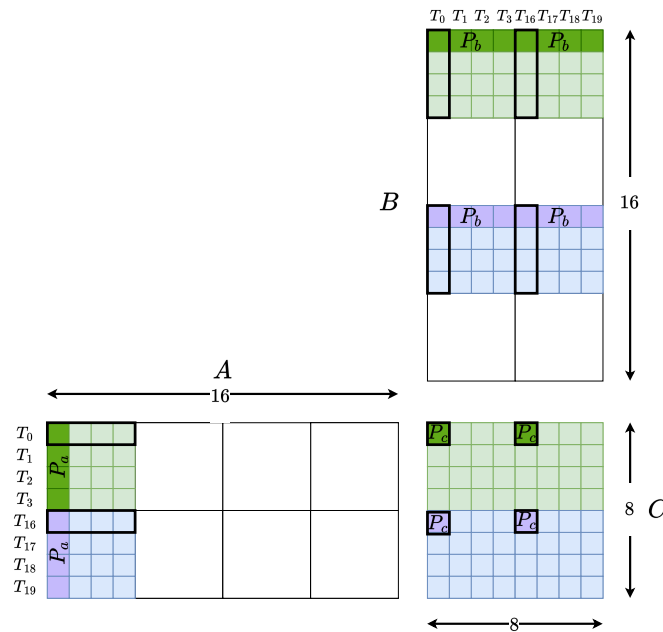 T0 T1 T2 T3 T16 T17 T18 T19
Pb Pb
B
16
Pb Pb
A
16
T0
T1
T2
T3
T16
T17
T18
T19
Pa
Pa
Pc Pc
Pc Pc
8
C
8